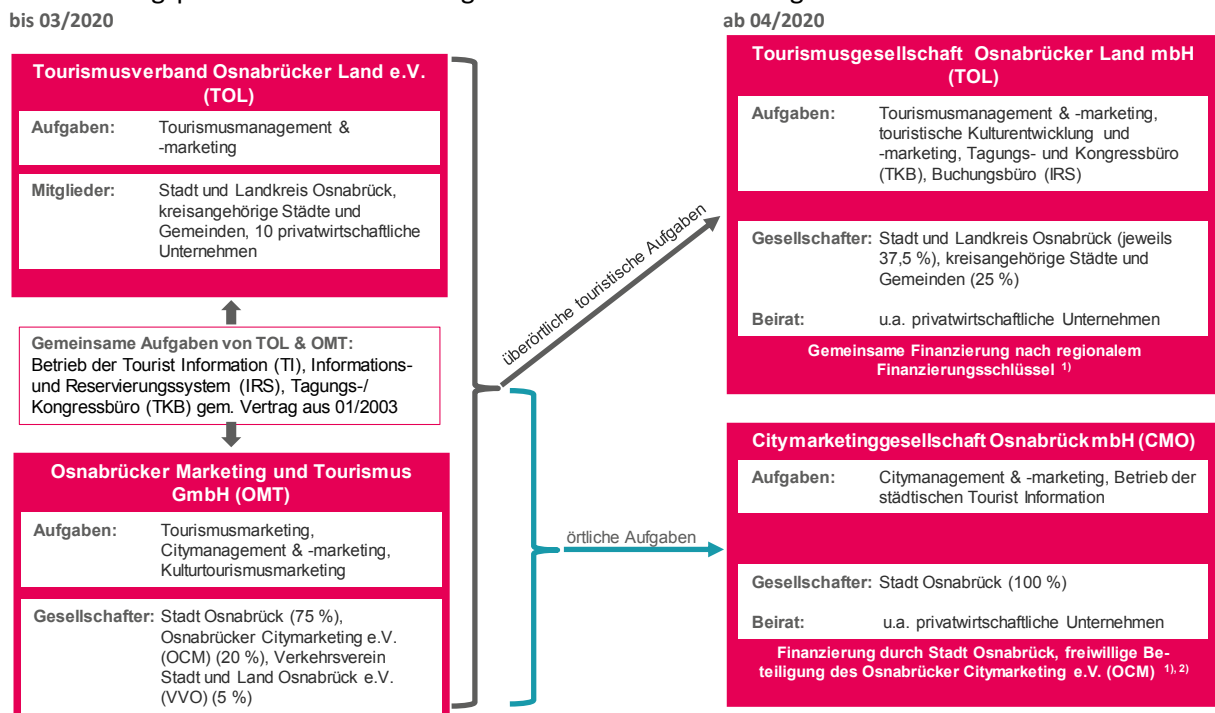 bis 03/2020
Tourismusverband Osnabrücker Land e.V.
(TOL)
Aufgaben: Tourismusmanagement &
-marketing
Mitglieder: Stadt und Landkreis Osnabrück,
kreisangehörige Städte und
Gemeinden, 10 privatwirtschaftliche
Unternehmen
Gemeinsame Aufgaben von TOL & OMT:
Betrieb der Tourist Information (TI), Informations-
und Reservierungssystem (IRS), Tagungs-/
Kongressbüro (TKB) gem. Vertrag aus 01/2003
Osnabrücker Marketing und Tourismus
GmbH (OMT)
Aufgaben: Tourismusmarketing,
Citymanagement & -marketing,
Kulturtourismusmarketing
Gesellschafter: Stadt Osnabrück (75 %),
Osnabrücker Citymarketing e.V.
(OCM) (20 %), Verkehrsverein
Stadt und Land Osnabrück e.V.
(VVO) (5 %)
überörtliche touristische Aufgaben
örtliche Aufgaben
ab 04/2020
Tourismusgesellschaft Osnabrücker Land mbH
(TOL)
Aufgaben: Tourismusmanagement & -marketing,
touristische Kulturentwicklung und
-marketing, Tagungs- und Kongressbüro
(TKB), Buchungsbüro (IRS)
Gesellschafter: Stadt und Landkreis Osnabrück (jeweils
37,5 %), kreisangehörige Städte und
Gemeinden (25 %)
Beirat: u.a. privatwirtschaftliche Unternehmen
Gemeinsame Finanzierung nach regionalem
Finanzierungsschlüssel 1)
Citymarketinggesellschaft Osnabrück mbH (CMO)
Aufgaben: Citymanagement & -marketing, Betrieb der
städtischen Tourist Information
Gesellschafter: Stadt Osnabrück (100 %)
Beirat: u.a. privatwirtschaftliche Unternehmen
Finanzierung durch Stadt Osnabrück, freiwillige Be-
teiligung des Osnabrücker Citymarketing e.V. (OCM) 1), 2)